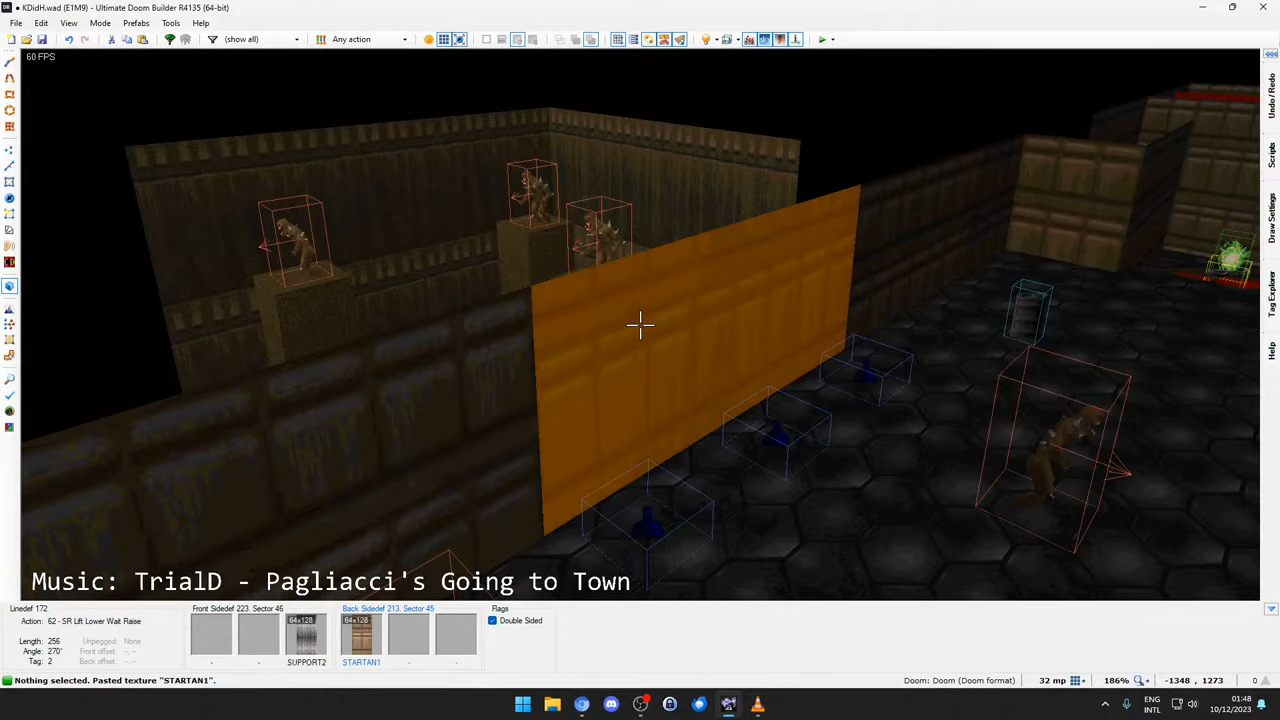 KDidH.wad (E1M9) - Ultimate Doom Builder R4135 (64-bit)
File Edit View Mode Prefabs Tools Help
(show all) Any action
60 FPS
Undo / Redo
Scripts
Draw Settings
Tag Explorer
Help
Music: TrialD - Pagliacci's Going to Town
Linedef 172
Action: 62 - SR Lift Lower Wait Raise
Length: 256
Angle: 270°
Tag: 2
Unpegged: None
Front offset: --, --
Back offset: --, --
Front Sidedef 223. Sector 46
64x128
SUPPORT2
Back Sidedef 213. Sector 45
64x128
STARTAN1
Flags
Double Sided
Nothing selected. Pasted texture "STARTAN1".
Doom: Doom (Doom format) 32 mp 186% -1348 , 1273 0
ENG
INTL
01:48
10/12/2023